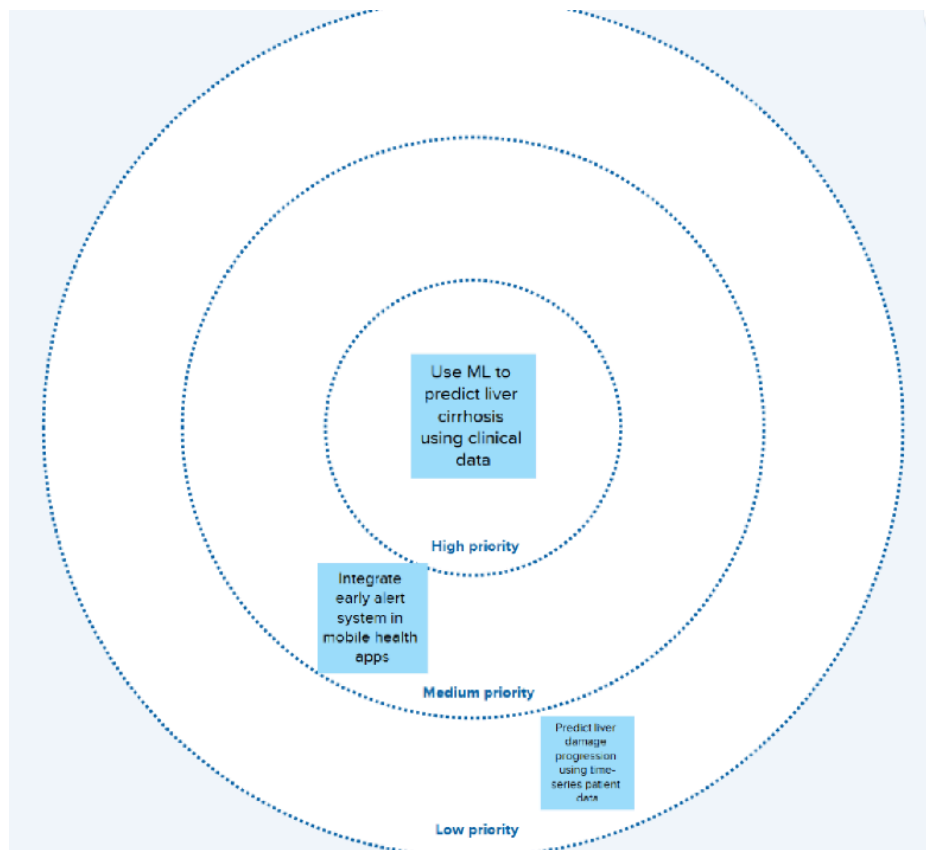 Use ML to
predict liver
cirrhosis
using clinical
data
High priority
Integrate
early alert
system in
mobile health
apps
Medium priority
Predict liver
damage
progression
using time-
series patient
data
Low priority